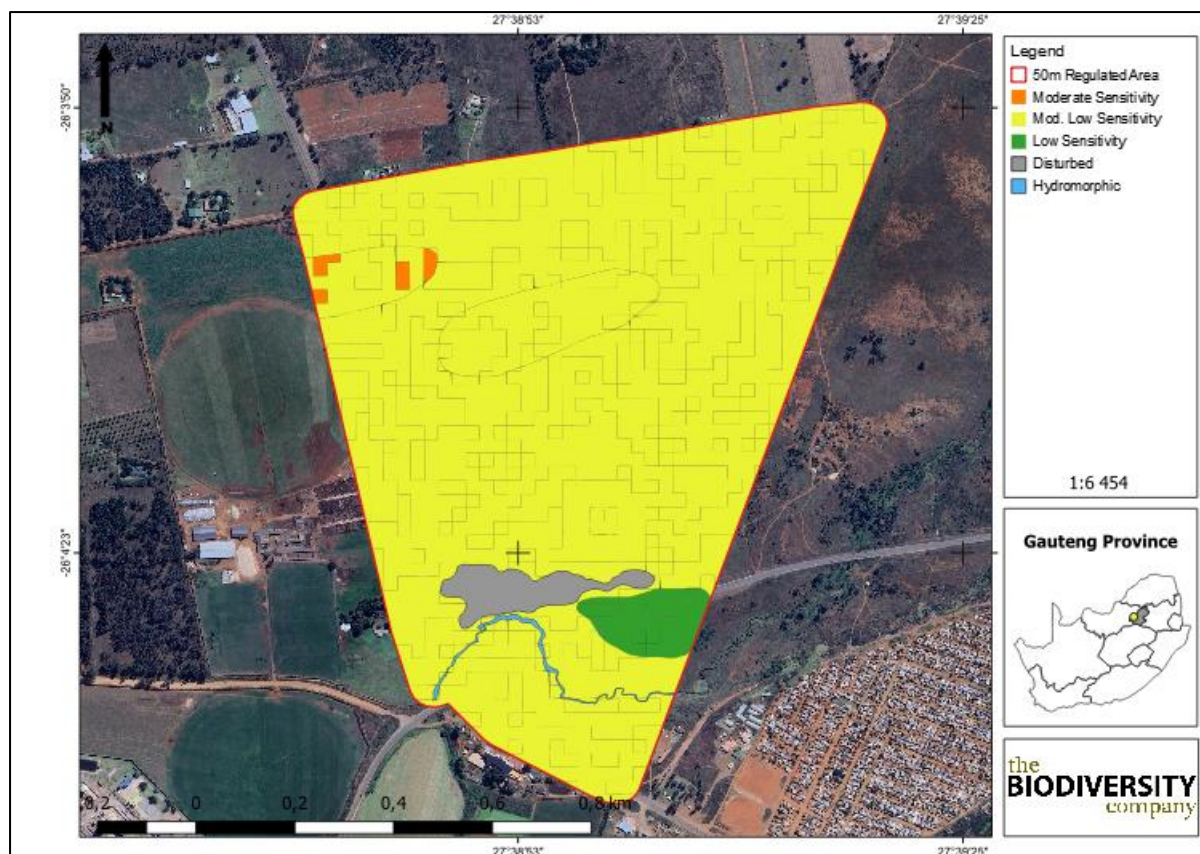 27°38'53"
27°39'25"
-26°3'50"
N
-26°4'23"
0,2 0 0,2 0,4 0,6 0,8 km
27°38'53"
27°39'25"
Legend
50m Regulated Area
Moderate Sensitivity
Mod. Low Sensitivity
Low Sensitivity
Disturbed
Hydromorphic
1:6 454
Gauteng Province
the
BIODIVERSITY
company